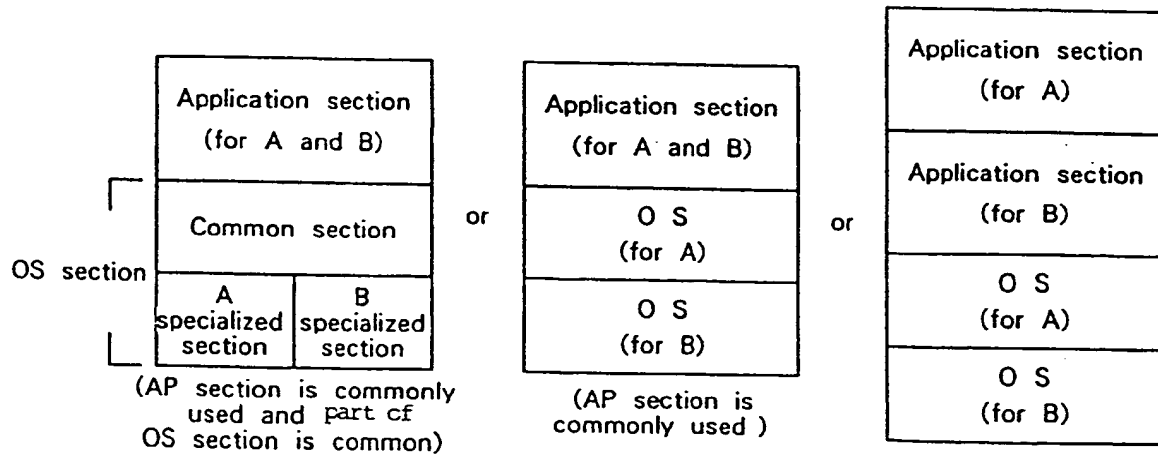 Application section
(for A and B)
Common section
OS section
A
specialized
section
B
specialized
section
(AP section is commonly
used and part cf
OS section is common)
or
Application section
(for A and B)
O S
(for A)
O S
(for B)
(AP section is
commonly used )
or
Application section
(for A)
Application section
(for B)
O S
(for A)
O S
(for B)